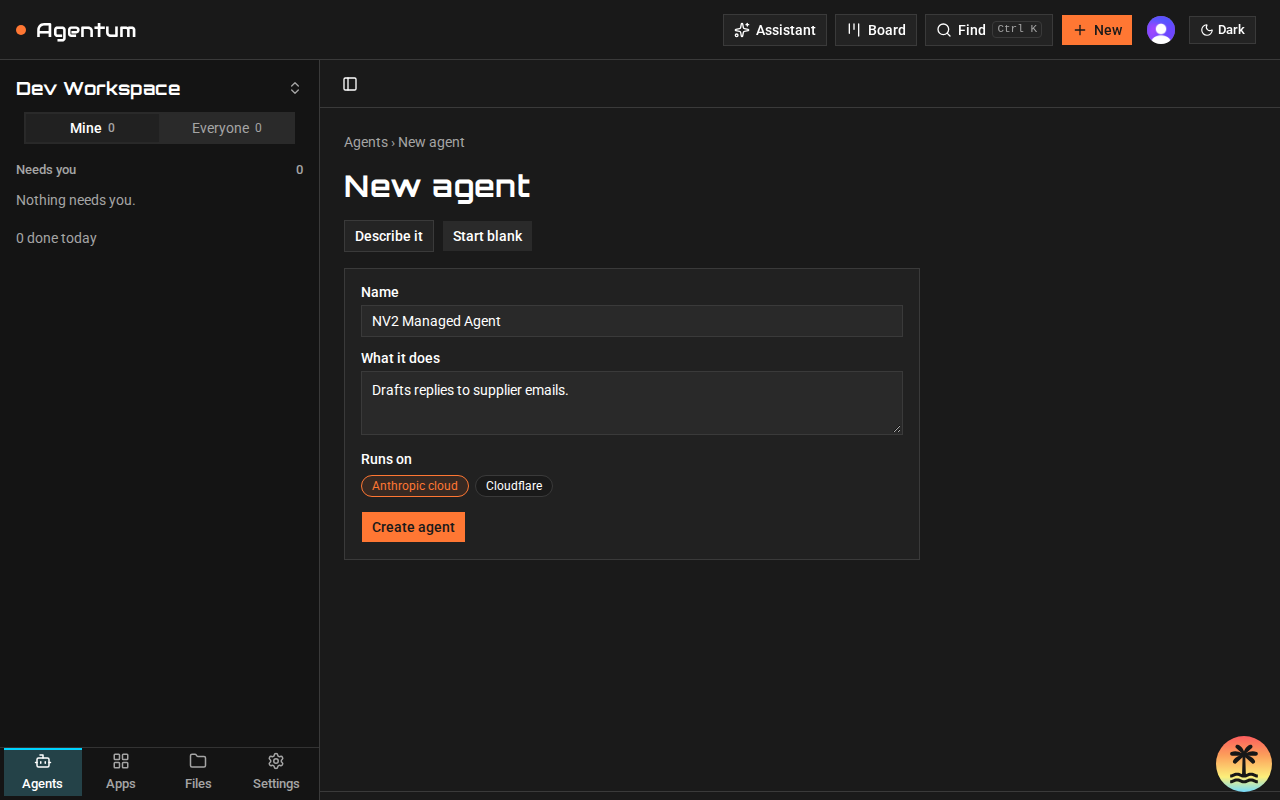 Agentum
Assistant
Board
Find Ctrl K
New
Dark
Dev Workspace
Mine 0
Everyone 0
Needs you 0
Nothing needs you.
0 done today
Agents › New agent
New agent
Describe it
Start blank
Name
NV2 Managed Agent
What it does
Drafts replies to supplier emails.
Runs on
Anthropic cloud
Cloudflare
Create agent
Agents
Apps
Files
Settings